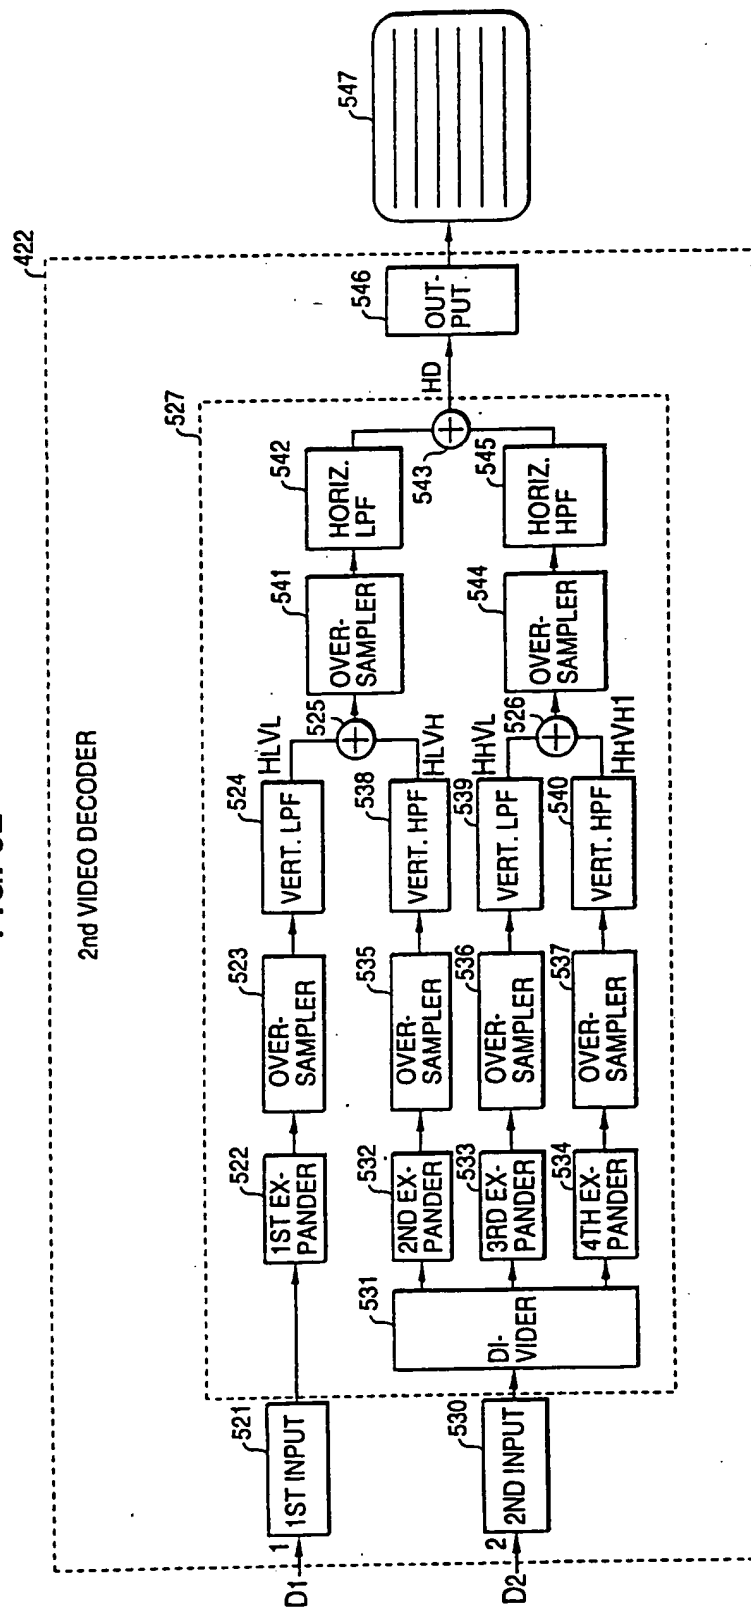 2nd VIDEO DECODER
422
527
D1
1
1ST INPUT
521
1ST EX-
PANDER
522
OVER-
SAMPLER
523
VERT. LPF
524
HLVL
525
OVER-
SAMPLER
541
HORIZ.
LPF
542
D2
2
2ND INPUT
530
DI-
VIDER
531
2ND EX-
PANDER
532
OVER-
SAMPLER
535
VERT. HPF
538
HLVH
3RD EX-
PANDER
533
OVER-
SAMPLER
536
VERT. LPF
539
HHVL
526
OVER-
SAMPLER
544
HORIZ.
HPF
545
4TH EX-
PANDER
534
OVER-
SAMPLER
537
VERT. HPF
540
HHVH1
543
HD
OUT-
PUT
546
547